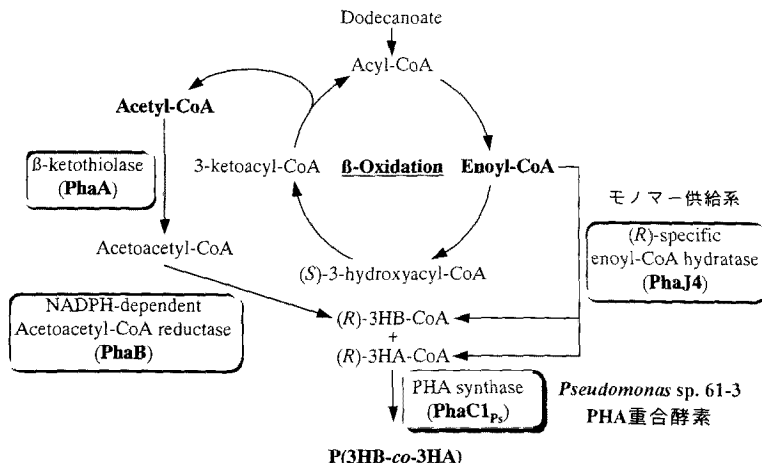 Dodecanoate
Acyl-CoA
Acetyl-CoA
ß-ketothiolase
(PhaA)
3-ketoacyl-CoA
ß-Oxidation
Enoyl-CoA
モノマー供給系
(R)-specific
enoyl-CoA hydratase
(PhaJ4)
Acetoacetyl-CoA
(S)-3-hydroxyacyl-CoA
NADPH-dependent
Acetoacetyl-CoA reductase
(PhaB)
(R)-3HB-CoA
+
(R)-3HA-CoA
PHA synthase
(PhaC1Ps)
Pseudomonas sp. 61-3
PHA重合酵素
P(3HB-co-3HA)